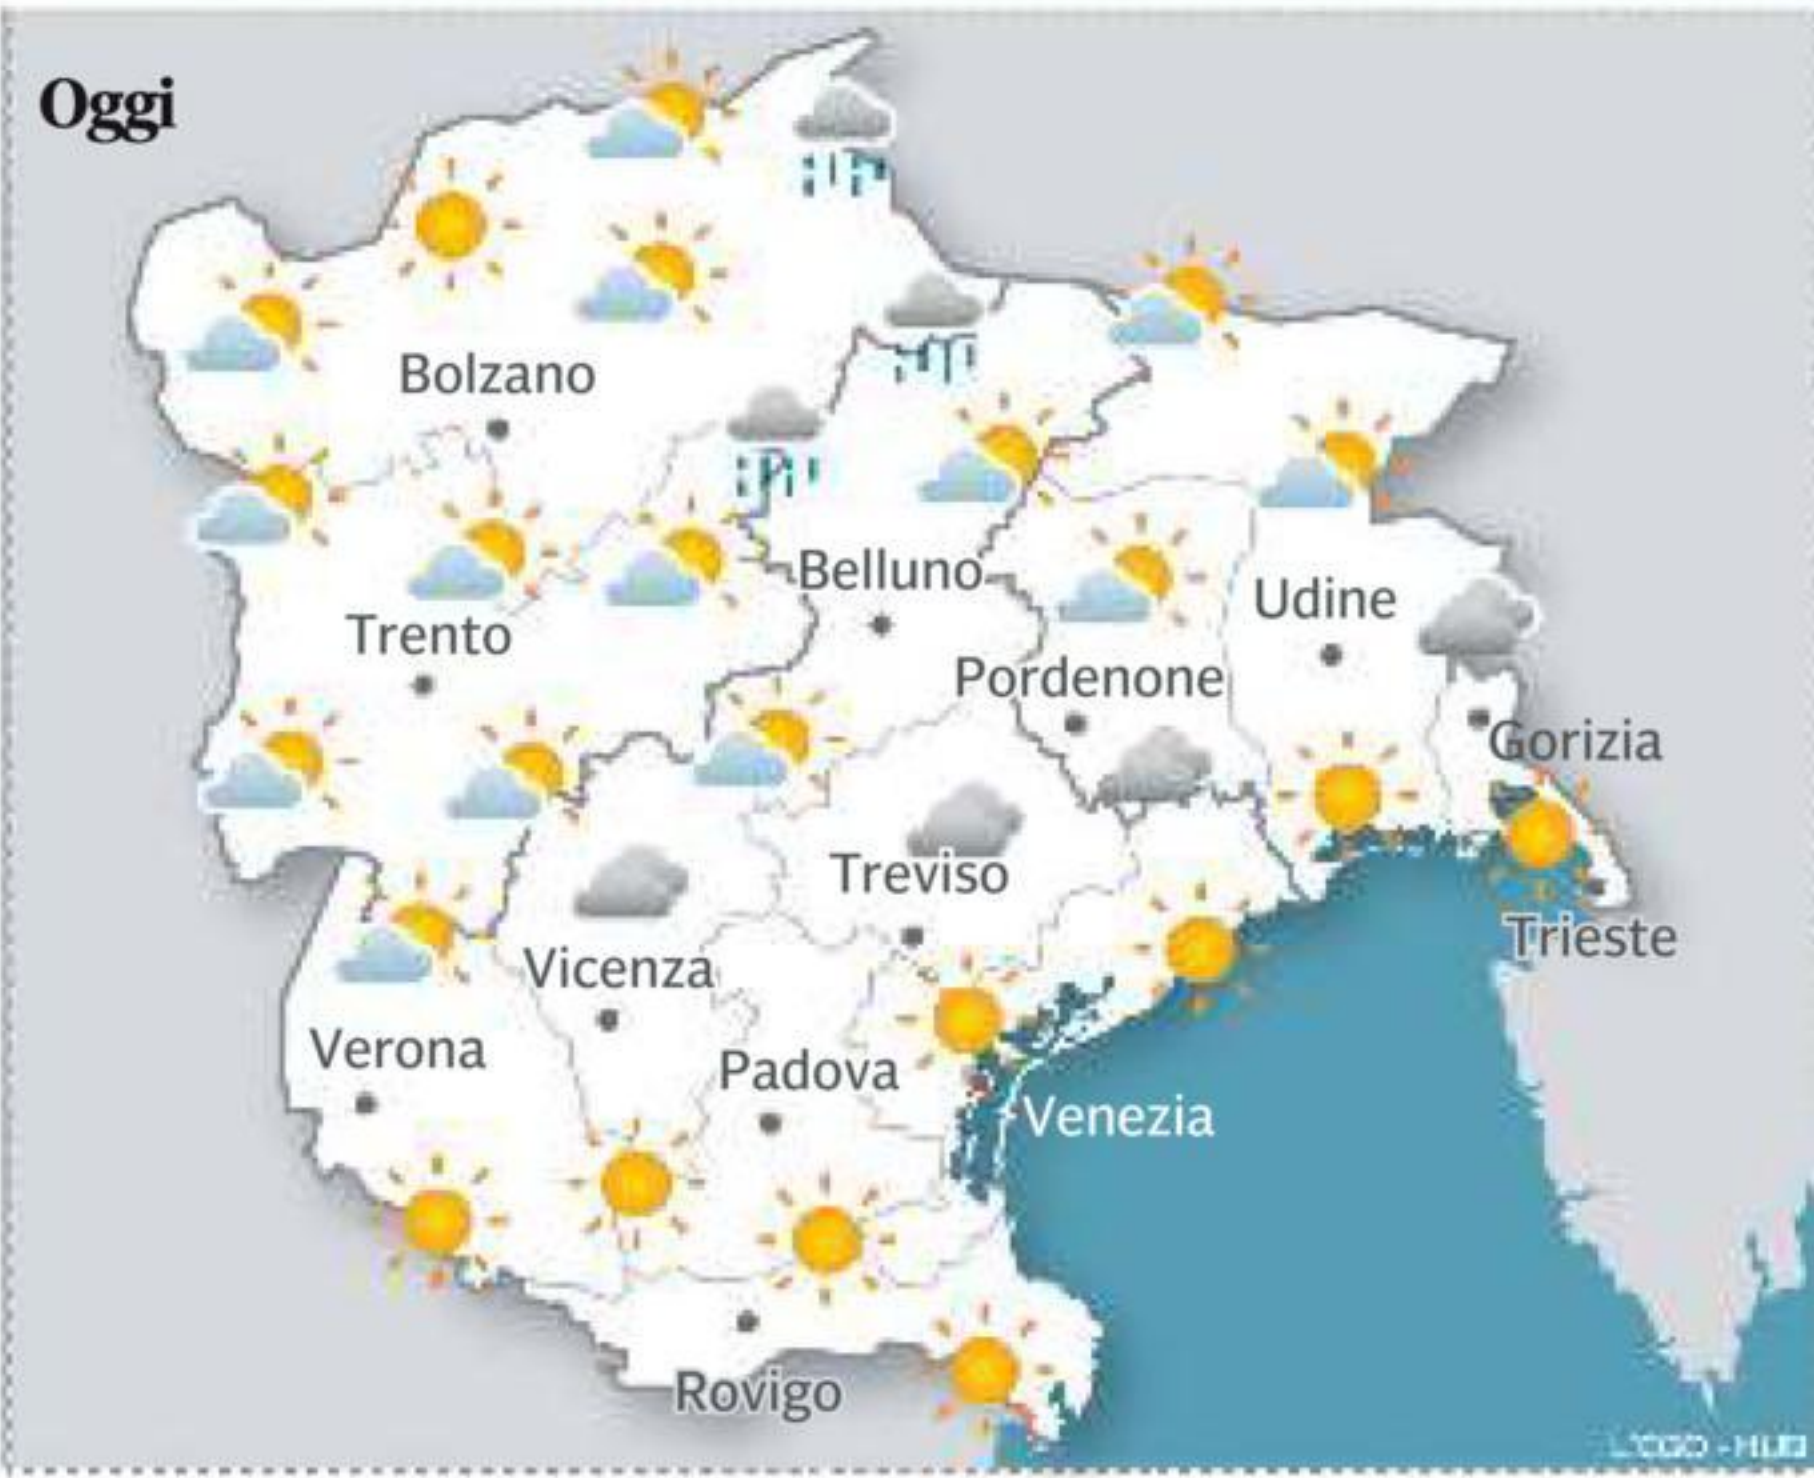 Oggi
Bolzano
Belluno
Udine
Trento
Pordenone
Gorizia
Treviso
Trieste
Vicenza
Verona
Padova
Venezia
Rovigo